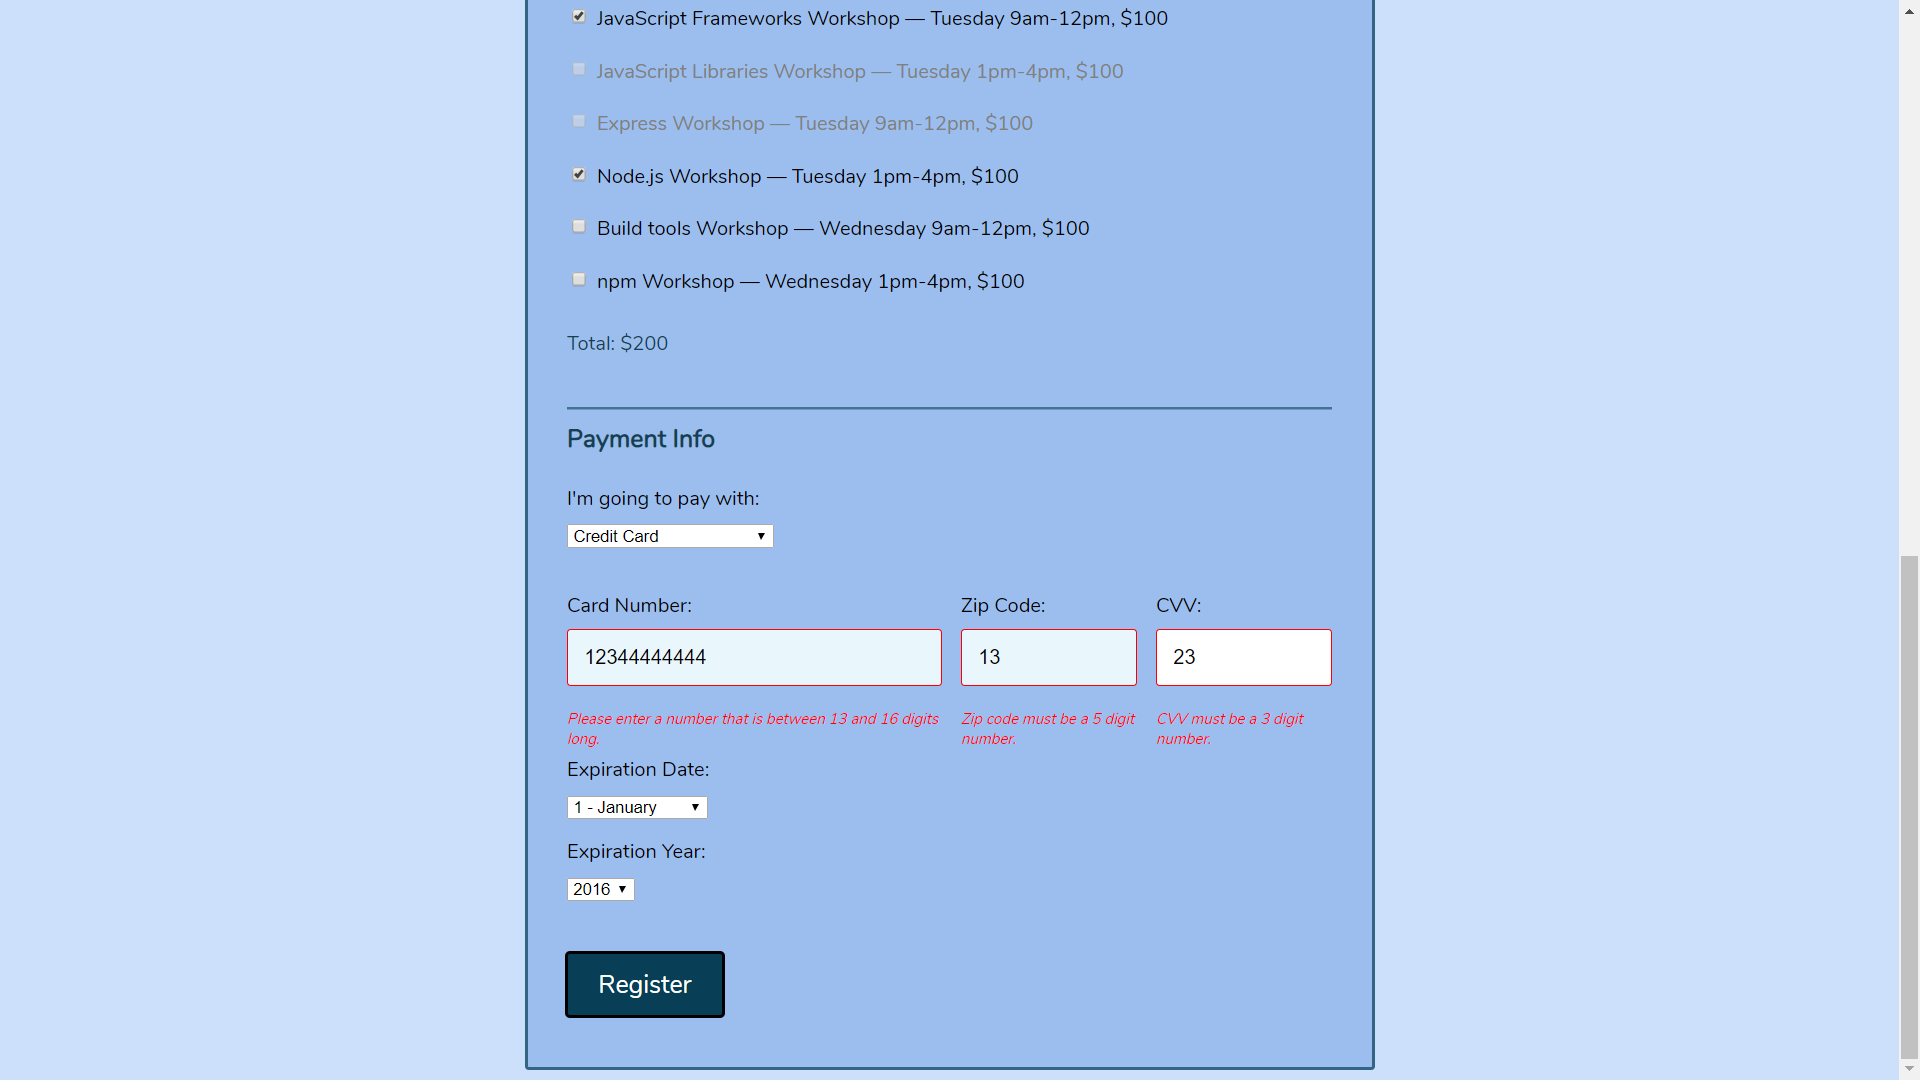 JavaScript Frameworks Workshop — Tuesday 9am-12pm, $100
JavaScript Libraries Workshop — Tuesday 1pm-4pm, $100
Express Workshop — Tuesday 9am-12pm, $100
Node.js Workshop — Tuesday 1pm-4pm, $100
Build tools Workshop — Wednesday 9am-12pm, $100
npm Workshop — Wednesday 1pm-4pm, $100
Total: $200
Payment Info
I'm going to pay with:
Credit Card
Card Number:
12344444444
Please enter a number that is between 13 and 16 digits
long.
Zip Code:
13
Zip code must be a 5 digit
number.
CVV:
23
CVV must be a 3 digit
number.
Expiration Date:
1 - January
Expiration Year:
2016
Register